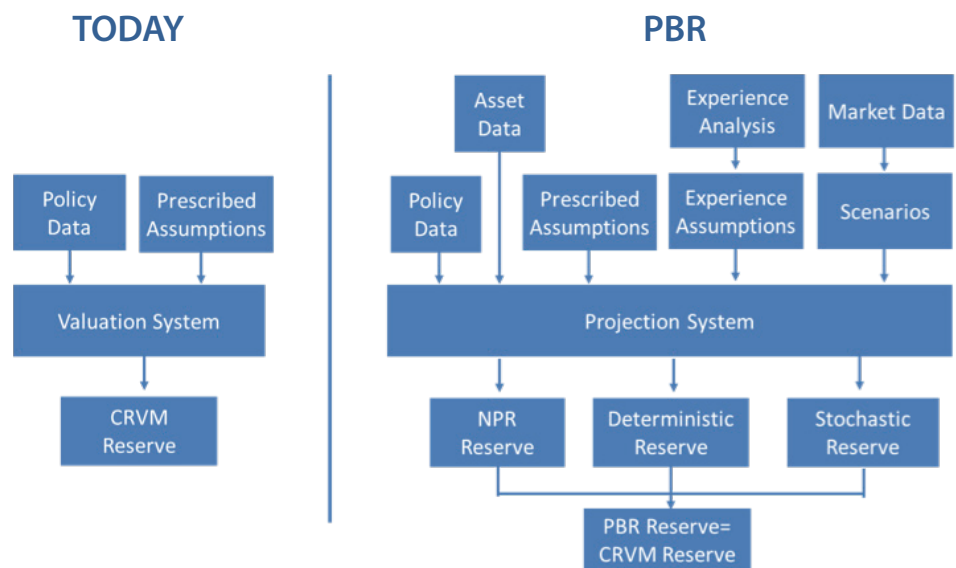 TODAY
Policy
Data
Prescribed
Assumptions
Valuation System
CRVM
Reserve
PBR
Asset
Data
Experience
Analysis
Market Data
Policy
Data
Prescribed
Assumptions
Experience
Assumptions
Scenarios
Projection System
NPR
Reserve
Deterministic
Reserve
Stochastic
Reserve
PBR Reserve=
CRVM Reserve